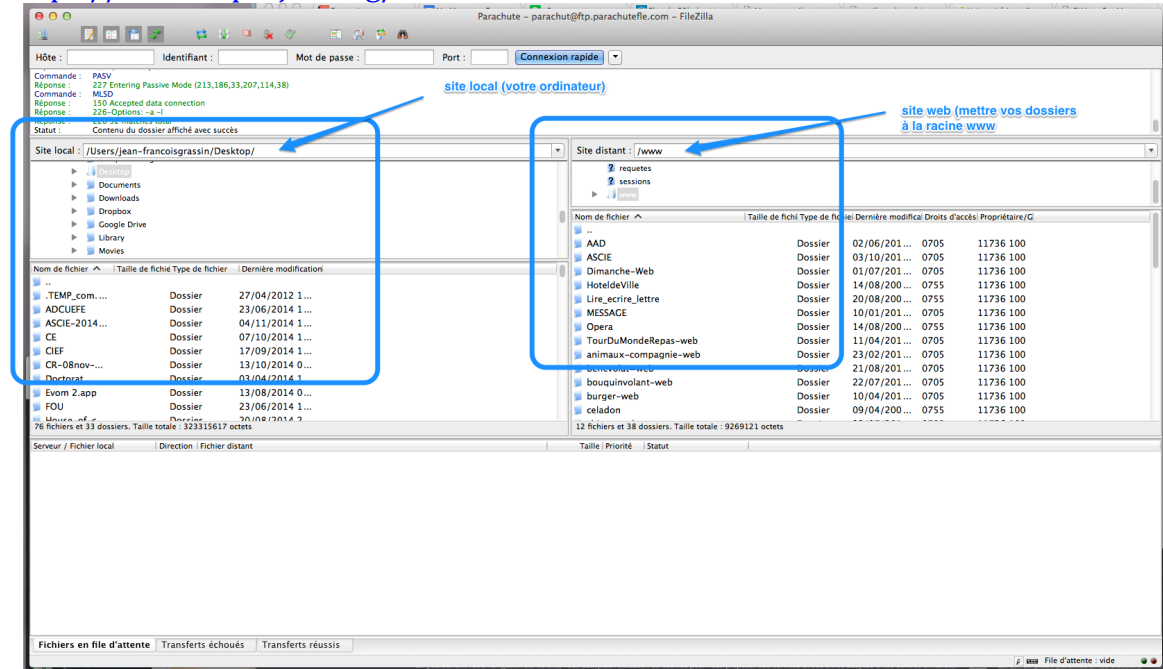 Parachute – parachut@ftp.parachutefle.com – FileZilla
Hôte : Identifiant : Mot de passe : Port : Connexion rapide
Commande : PASV
Réponse : 227 Entering Passive Mode (213,186,33,207,114,38)
Commande : MLSD
Réponse : 150 Accepted data connection
Réponse : 226-Options: -a -l
Statut : Contenu du dossier affiché avec succès
site local (votre ordinateur)
site web (mettre vos dossiers
à la racine www
Site local : /Users/jean-francoisgrassin/Desktop/
Desktop
Documents
Downloads
Dropbox
Google Drive
Library
Movies
Nom de fichier Taille de fichie Type de fichier Dernière modification
..
.TEMP_com.... Dossier 27/04/2012 1...
ADCUEFE Dossier 23/06/2014 1...
ASCIE-2014... Dossier 04/11/2014 1...
CE Dossier 07/10/2014 1...
CIEF Dossier 17/09/2014 1...
CR-08nov-... Dossier 13/10/2014 0...
Doctorat Dossier 03/04/2014 1...
Evom 2.app Dossier 13/08/2014 0...
FOU Dossier 23/06/2014 1...
76 fichiers et 33 dossiers. Taille totale : 323315617 octets
Site distant : /www
requetes
sessions
www
Nom de fichier Taille de fichi Type de fichie Dernière modifica Droits d'accès Propriétaire/G
..
AAD Dossier 02/06/201... 0705 11736 100
ASCIE Dossier 03/10/201... 0705 11736 100
Dimanche-Web Dossier 01/07/201... 0705 11736 100
HoteldeVille Dossier 14/08/200... 0755 11736 100
Lire_ecrire_lettre Dossier 20/08/200... 0755 11736 100
MESSAGE Dossier 10/01/201... 0705 11736 100
Opera Dossier 14/08/200... 0755 11736 100
TourDuMondeRepas-web Dossier 11/04/201... 0705 11736 100
animaux-compagnie-web Dossier 23/02/201... 0705 11736 100
benevolat-web Dossier 21/08/201... 0705 11736 100
bouquinvolant-web Dossier 22/07/201... 0705 11736 100
burger-web Dossier 10/04/201... 0705 11736 100
celadon Dossier 09/04/200... 0755 11736 100
12 fichiers et 38 dossiers. Taille totale : 9269121 octets
Serveur / Fichier local Direction Fichier distant Taille Priorité Statut
Fichiers en file d'attente Transferts échoués Transferts réussis
File d'attente : vide